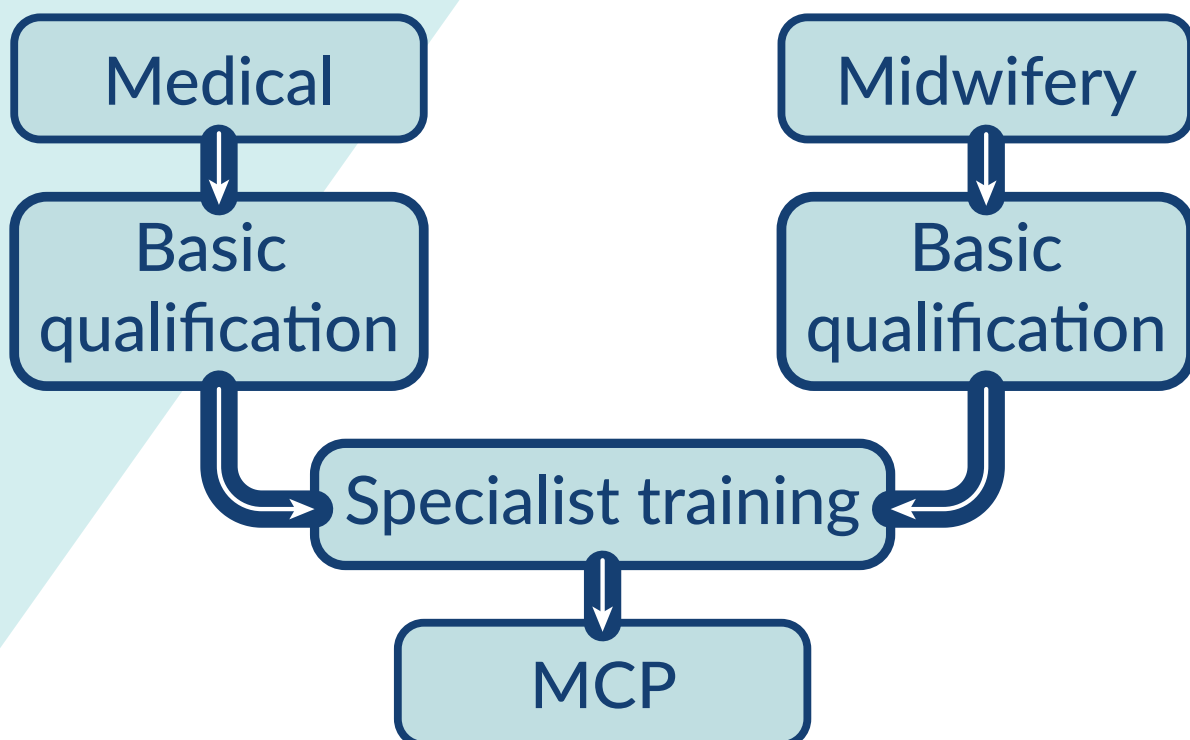 Medical
Midwifery
Basic
qualification
Basic
qualification
Specialist training
MCP